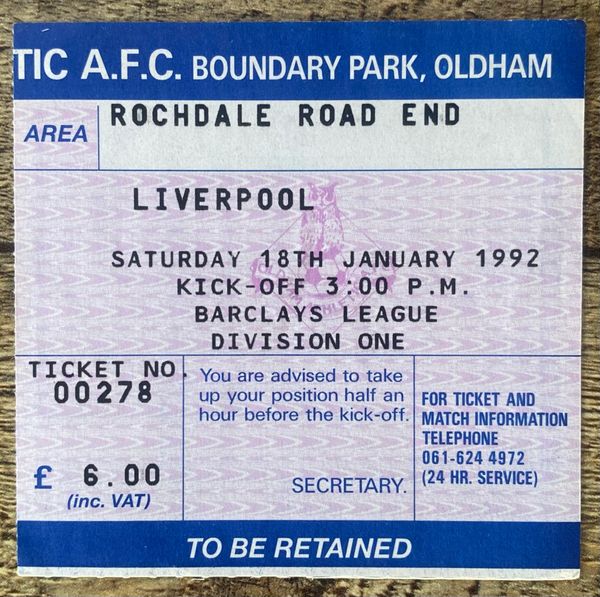 TIC A.F.C. BOUNDARY PARK, OLDHAM
AREA
ROCHDALE ROAD END
LIVERPOOL
SATURDAY 18TH JANUARY 1992
KICK-OFF 3:00 P.M.
BARCLAYS LEAGUE
DIVISION ONE
TICKET NO.
00278
£ 6.00
(inc. VAT)
You are advised to take
up your position half an
hour before the kick-off.
SECRETARY.
FOR TICKET AND
MATCH INFORMATION
TELEPHONE
061-624 4972
(24 HR. SERVICE)
TO BE RETAINED